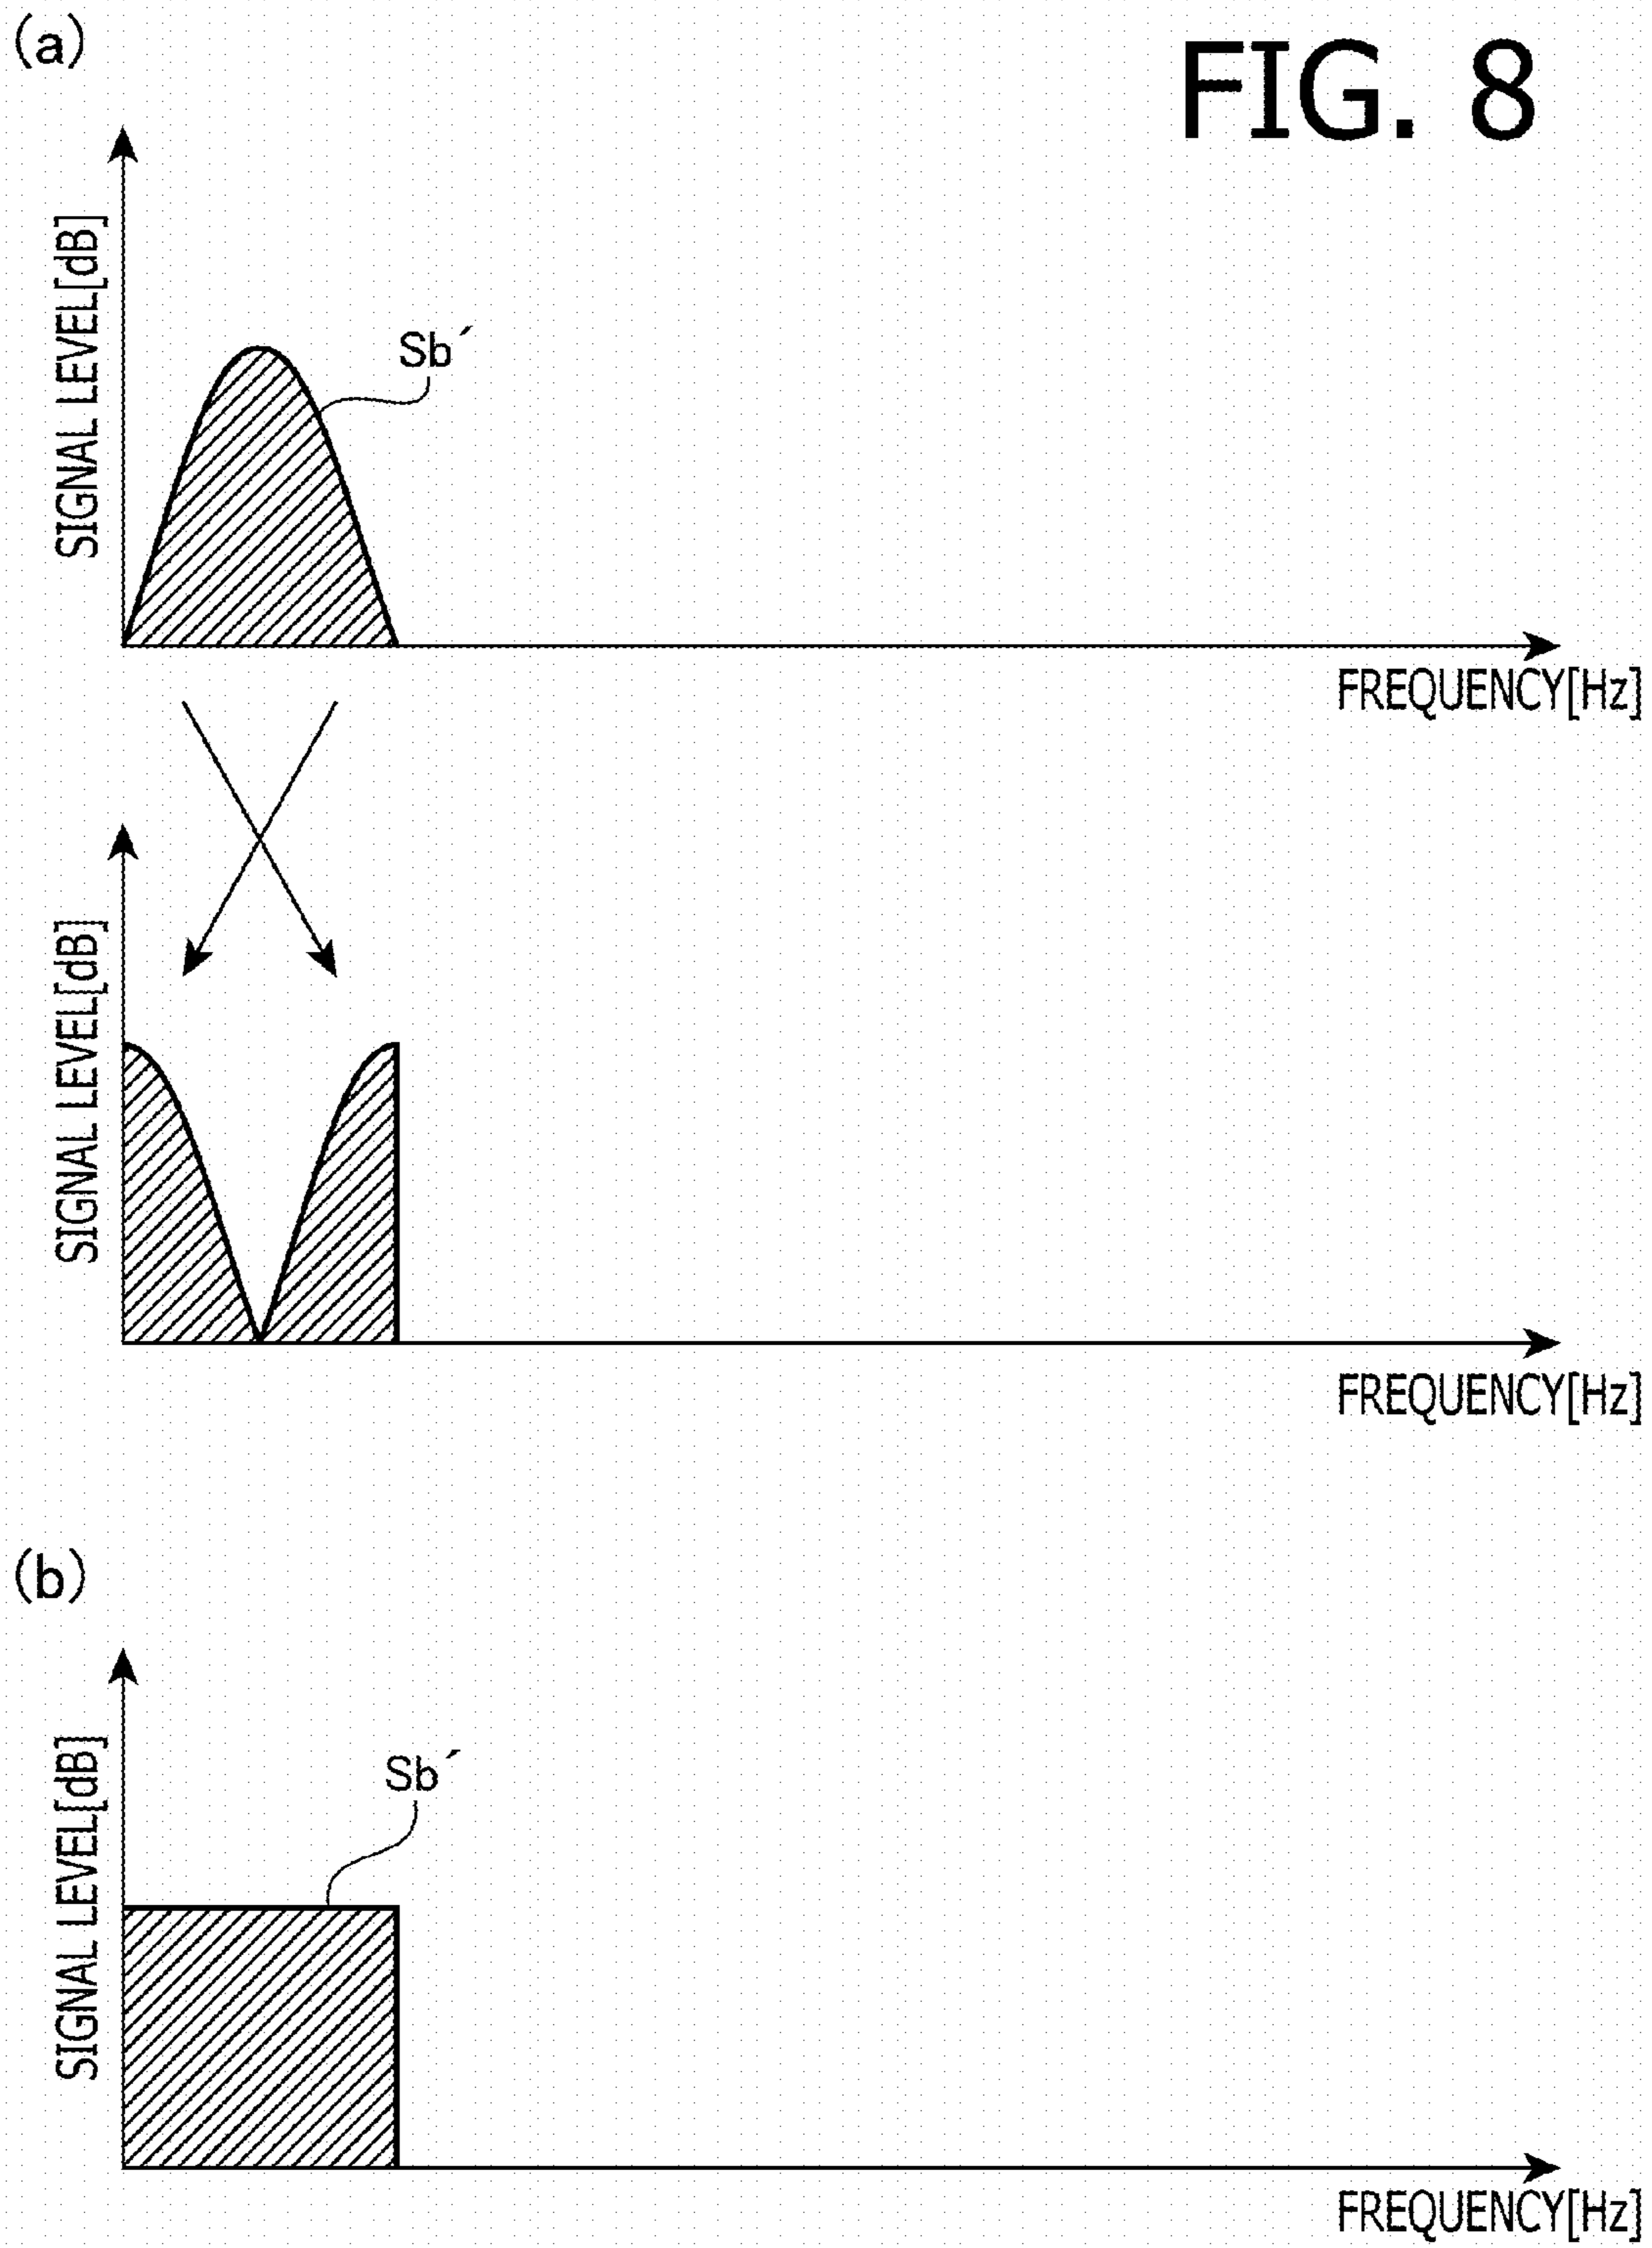 (a)
FIG. 8
SIGNAL LEVEL[dB]
Sb´
FREQUENCY[Hz]
SIGNAL LEVEL[dB]
FREQUENCY[Hz]
(b)
SIGNAL LEVEL[dB]
Sb´
FREQUENCY[Hz]